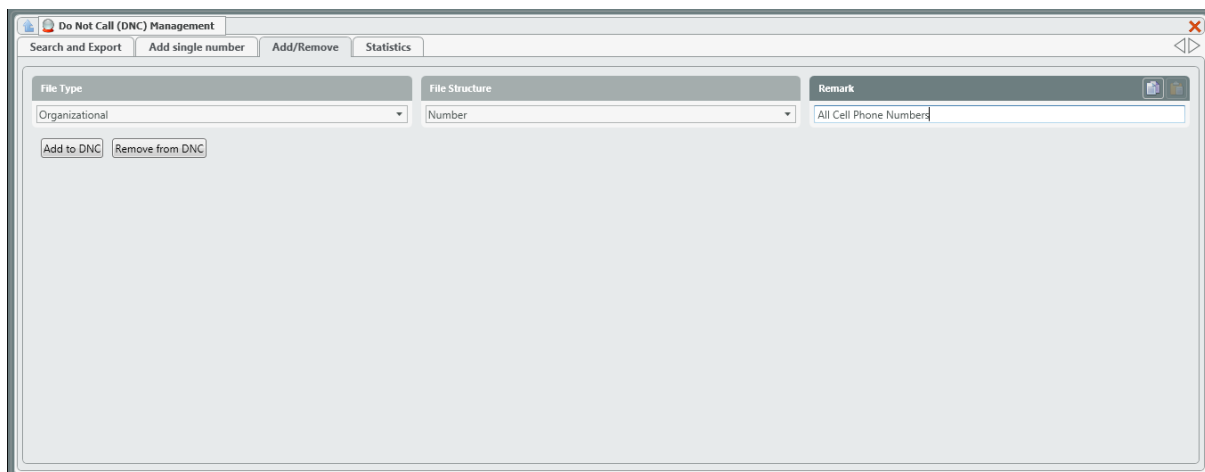 Do Not Call (DNC) Management
Search and Export Add single number Add/Remove Statistics
File Type File Structure Remark
Organizational Number All Cell Phone Numbers
Add to DNC Remove from DNC